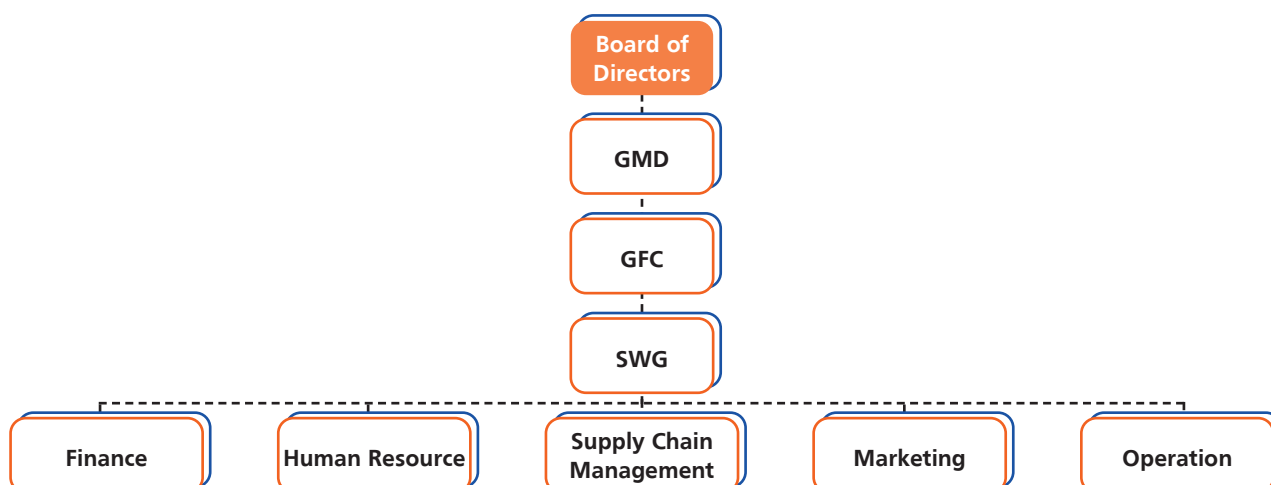 Board of
Directors
GMD
GFC
SWG
Finance
Human Resource
Supply Chain
Management
Marketing
Operation